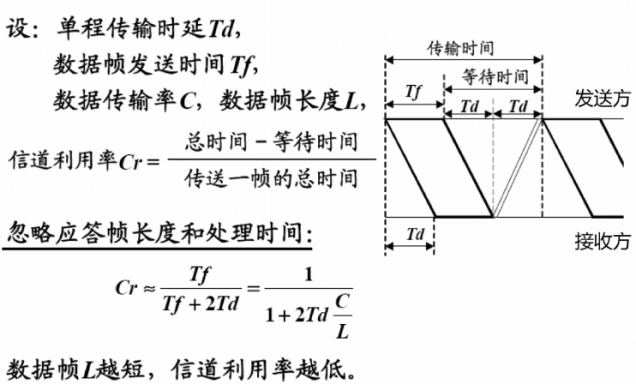 设：单程传输时延Td,
数据帧发送时间Tf,
数据传输率C，数据帧长度L，
信道利用率Cr = 总时间－等待时间 / 传送一帧的总时间
忽略应答帧长度和处理时间：
Cr ≈ Tf / Tf + 2Td = 1 / 1 + 2Td C / L
数据帧L越短，信道利用率越低。
传输时间
等待时间
Tf Td Td 发送方
Td 接收方